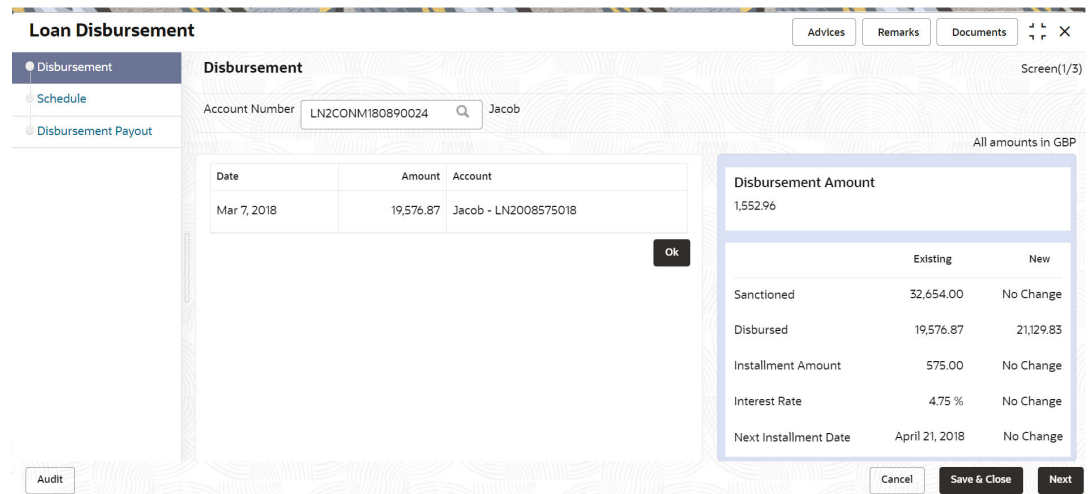 Loan Disbursement
Advices
Remarks
Documents
Disbursement
Schedule
Disbursement Payout
Disbursement
Screen(1/3)
Account Number LN2CONM180890024 Jacob
All amounts in GBP
Date Amount Account
Mar 7, 2018 19,576.87 Jacob - LN2008575018
Ok
Disbursement Amount
1,552.96
Existing New
Sanctioned 32,654.00 No Change
Disbursed 19,576.87 21,129.83
Installment Amount 575.00 No Change
Interest Rate 4.75 % No Change
Next Installment Date April 21, 2018 No Change
Audit
Cancel
Save & Close
Next